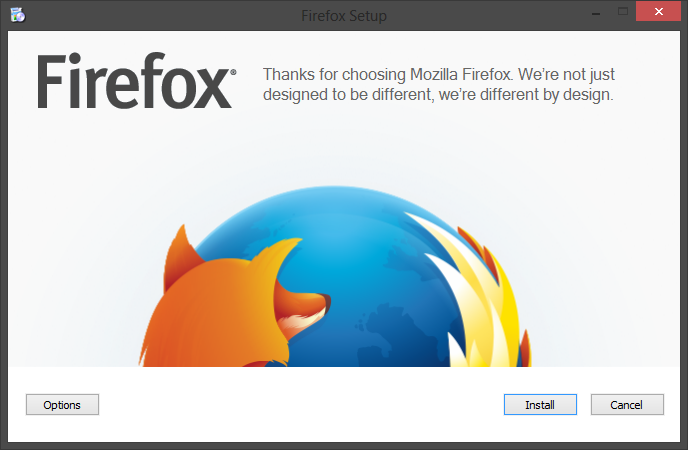 Firefox Setup
Firefox®
Thanks for choosing Mozilla Firefox. We’re not just
designed to be different, we’re different by design.
Options
Install
Cancel